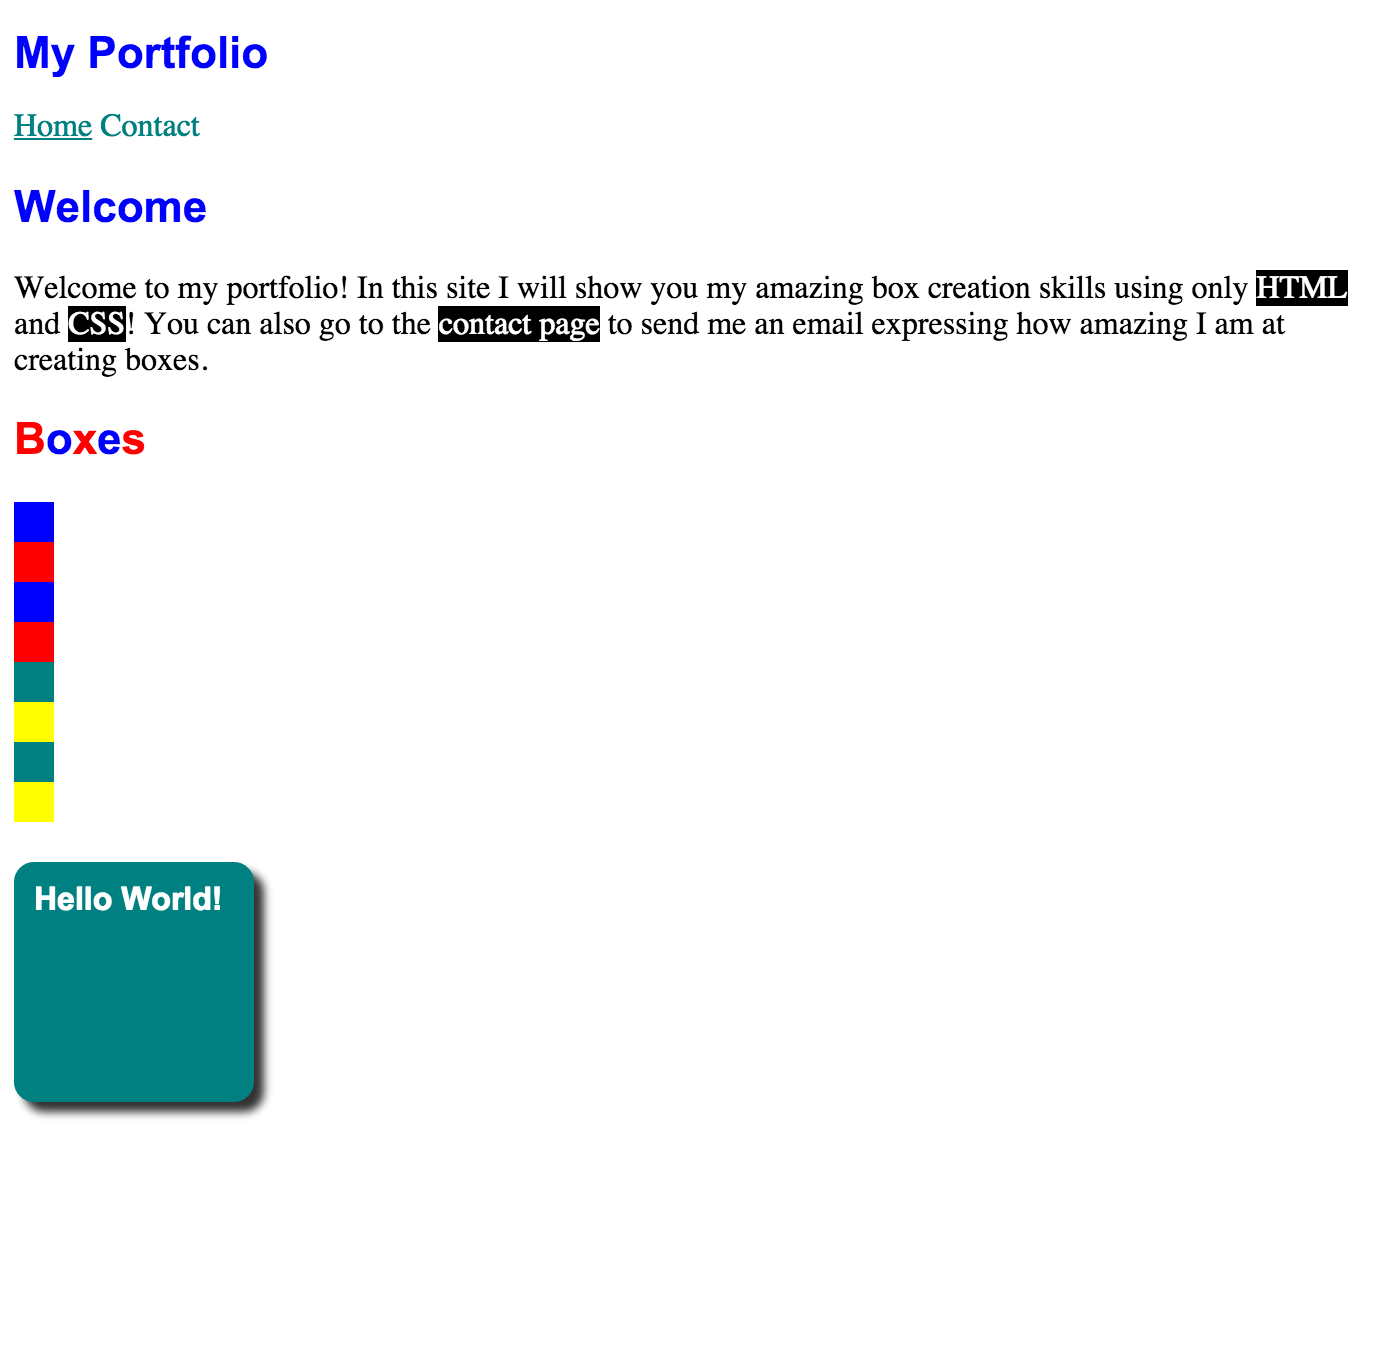 My Portfolio
Home Contact
Welcome
Welcome to my portfolio! In this site I will show you my amazing box creation skills using only HTML
and CSS! You can also go to the contact page to send me an email expressing how amazing I am at
creating boxes.
Boxes
Hello World!